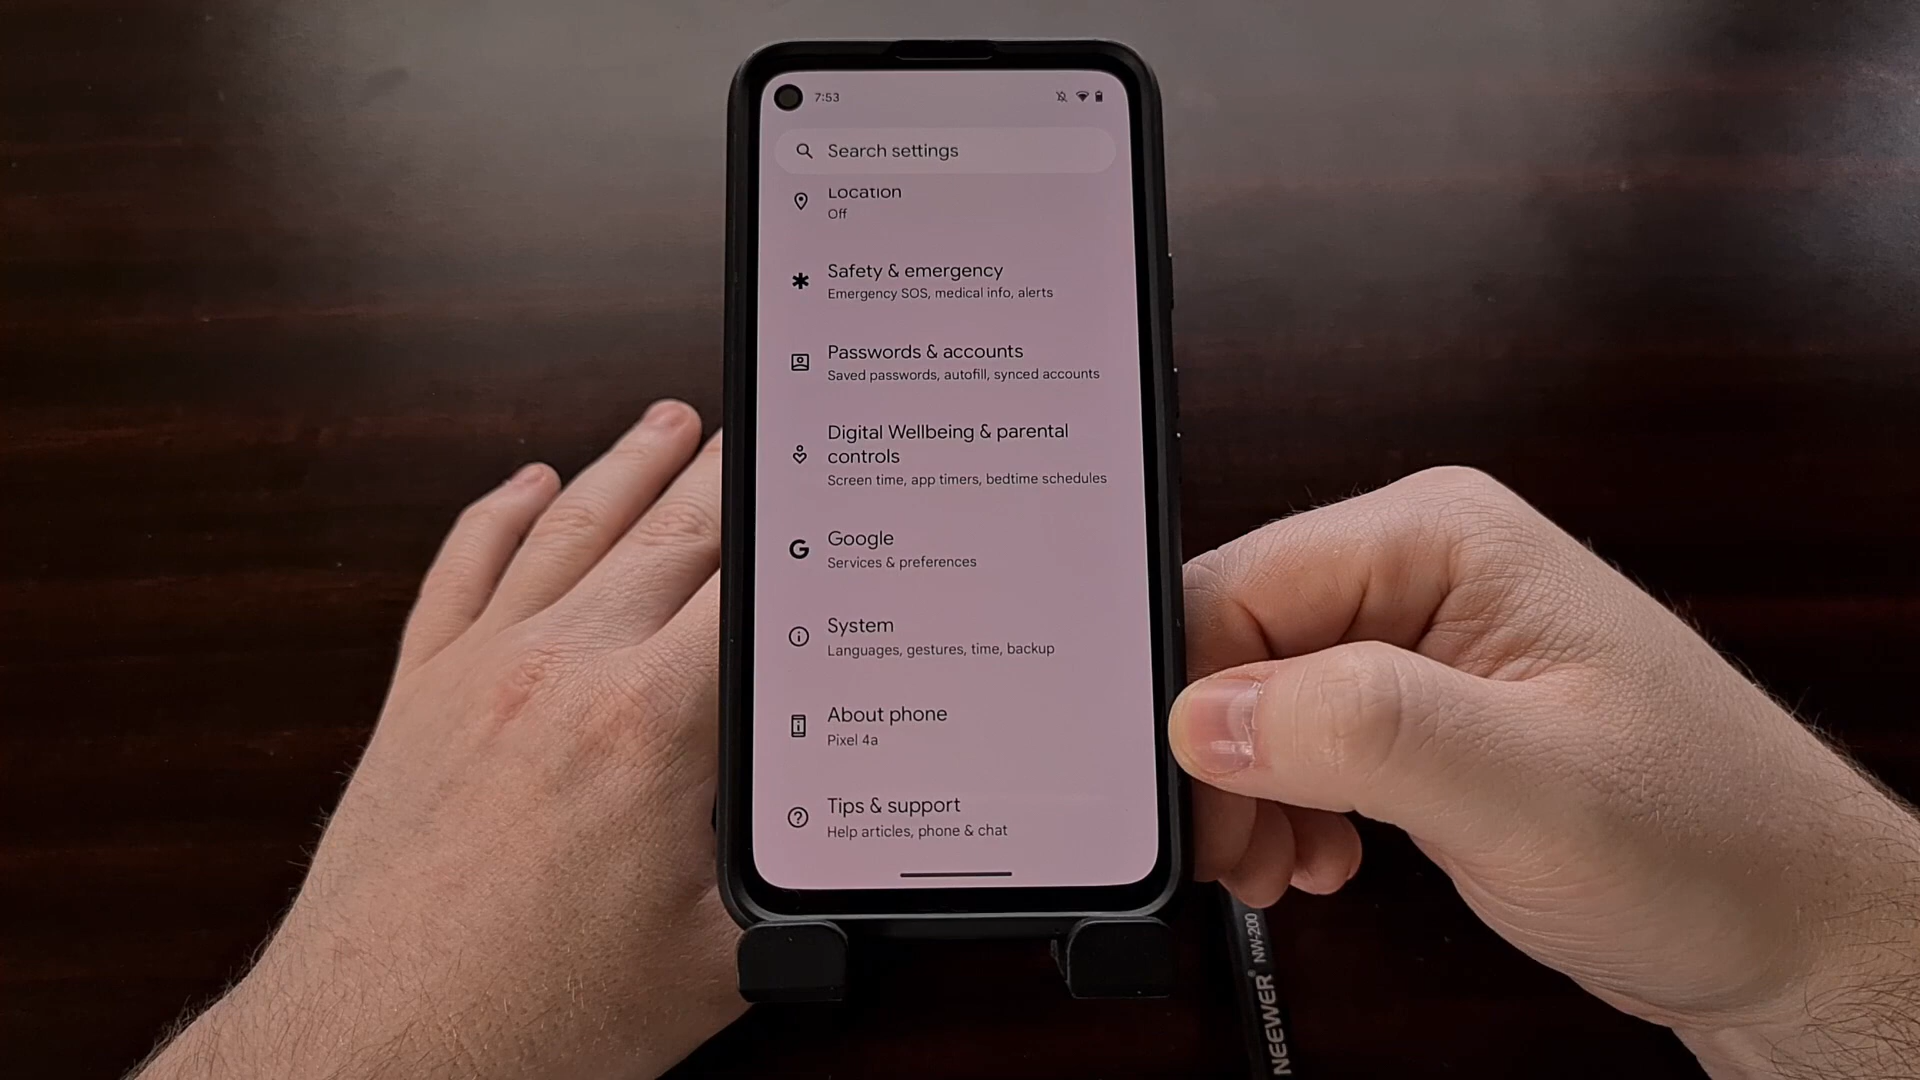 7:53
Search settings
Location
Off
Safety & emergency
Emergency SOS, medical info, alerts
Passwords & accounts
Saved passwords, autofill, synced accounts
Digital Wellbeing & parental
controls
Screen time, app timers, bedtime schedules
G
Google
Services & preferences
System
Languages, gestures, time, backup
About phone
Pixel 4a
Tips & support
Help articles, phone & chat
NEEWER® NW-200